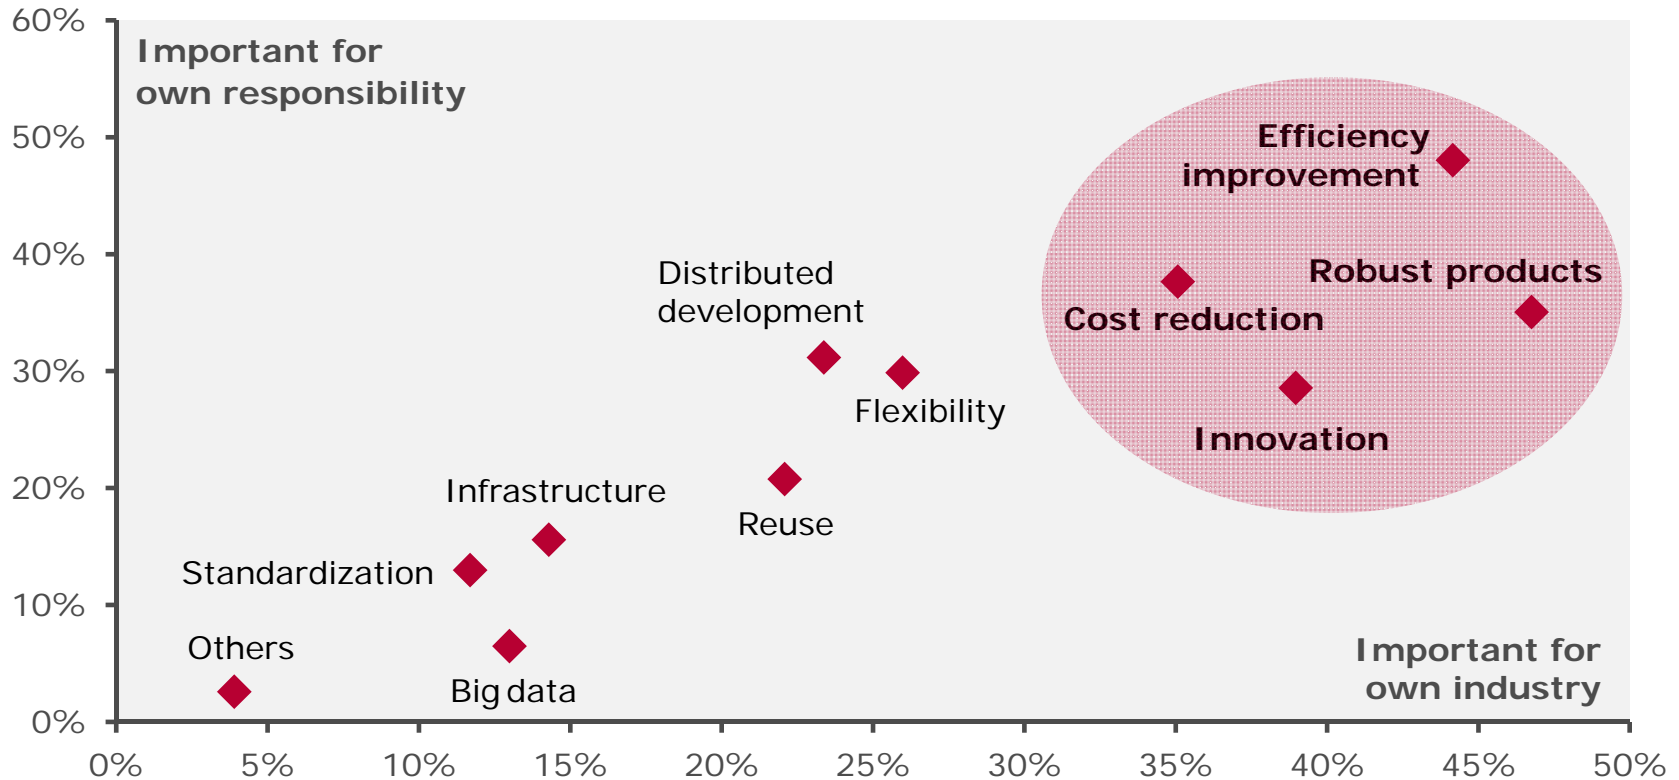 60%
Important for
own responsibility
50%
Efficiency
improvement
40%
Distributed
development
Robust products
Cost reduction
30%
Flexibility
Innovation
20%
Infrastructure
Reuse
Standardization
10%
Others
Big data
Important for
own industry
0%
0% 5% 10% 15% 20% 25% 30% 35% 40% 45% 50%